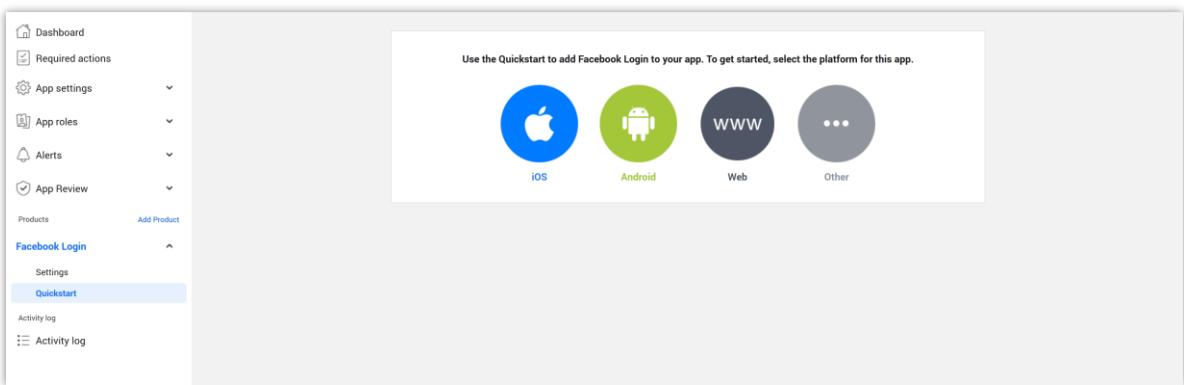 Dashboard
Required actions
App settings
App roles
Alerts
App Review
Products
Add Product
Facebook Login
Settings
Quickstart
Activity log
Activity log
Use the Quickstart to add Facebook Login to your app. To get started, select the platform for this app.
WWW
iOS
Android
Web
Other